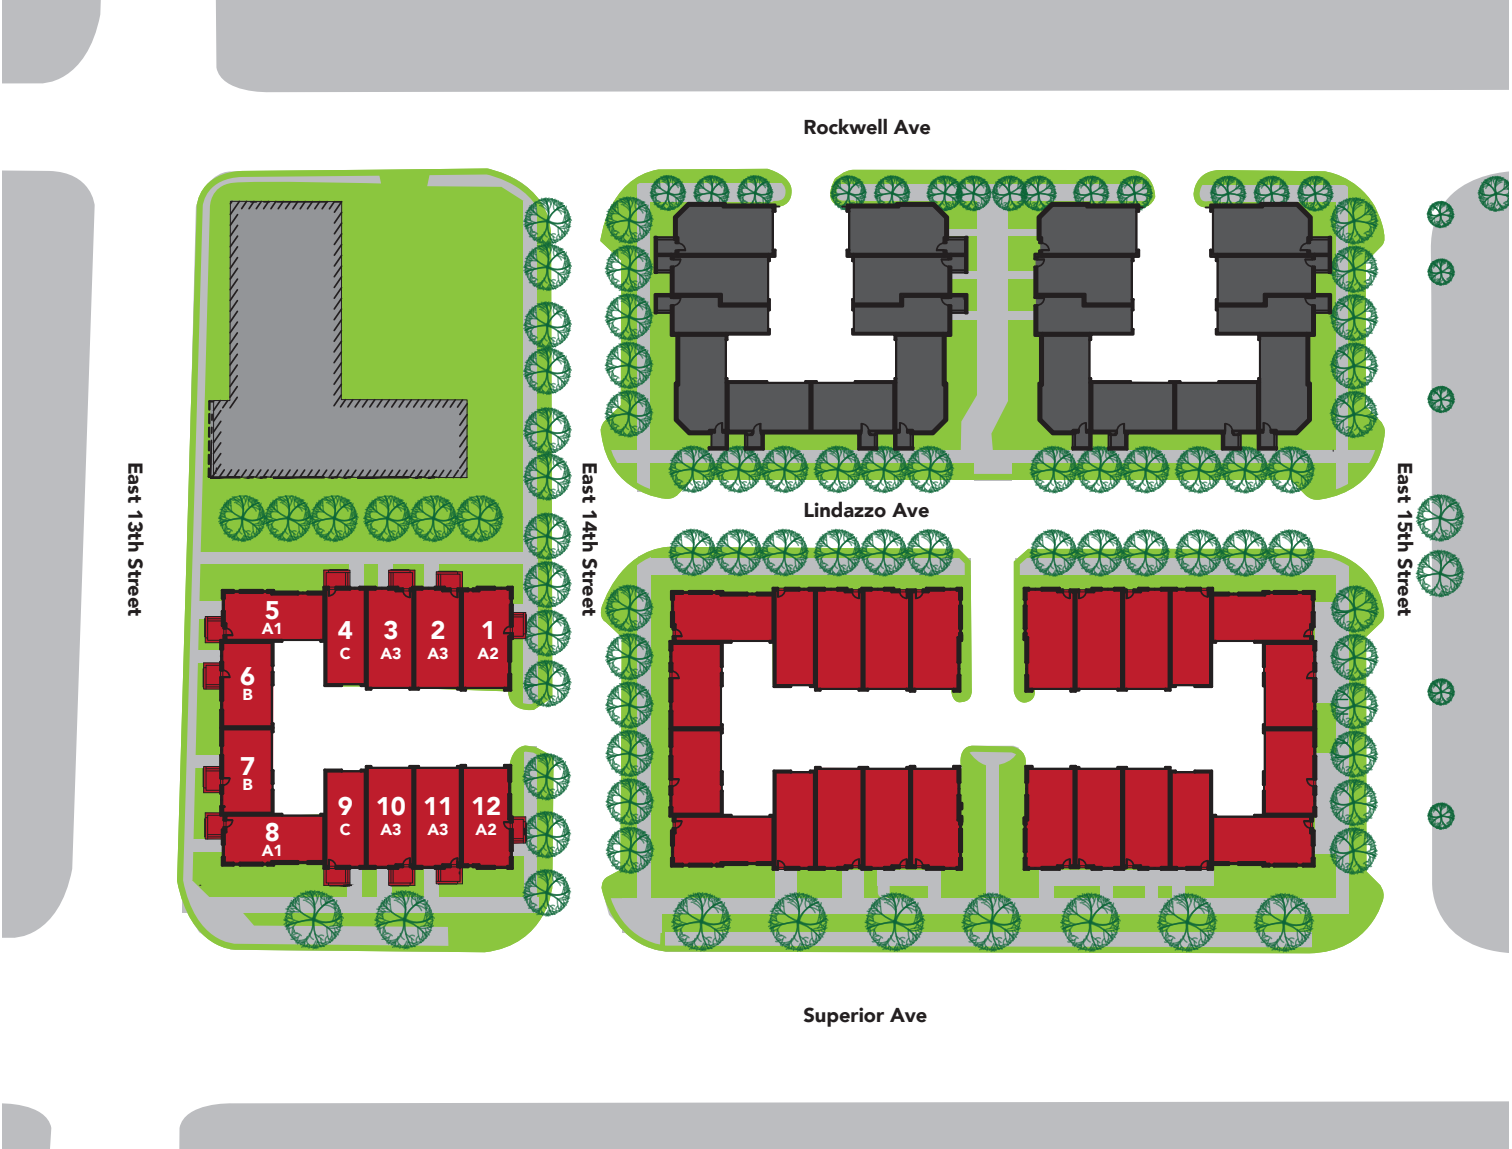 Rockwell Ave
East 13th Street
East 14th Street
Lindazzo Ave
East 15th Street
5
A1
4
C
3
A3
2
A3
1
A2
6
B
7
B
8
A1
9
C
10
A3
11
A3
12
A2
Superior Ave